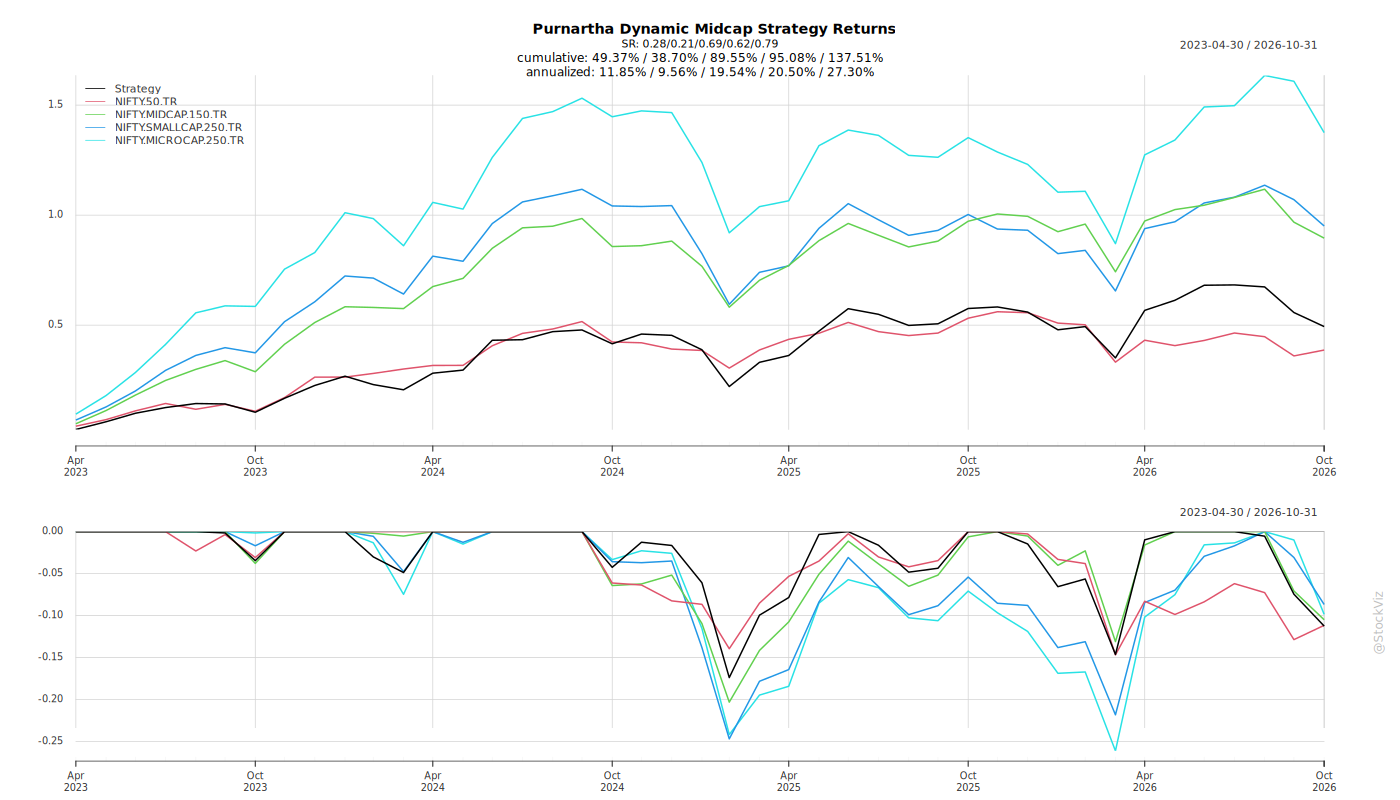 Purnartha Dynamic Midcap Strategy Returns
SR: 0.28/0.21/0.69/0.62/0.79
cumulative: 49.37% / 38.70% / 89.55% / 95.08% / 137.51%
annualized: 11.85% / 9.56% / 19.54% / 20.50% / 27.30%
2023-04-30 / 2026-10-31
Strategy
NIFTY.50.TR
NIFTY.MIDCAP.150.TR
NIFTY.SMALLCAP.250.TR
NIFTY.MICROCAP.250.TR
1.5
1.0
0.5
Apr Oct Apr Oct Apr Oct Apr Oct
2023 2023 2024 2024 2025 2025 2026 2026
2023-04-30 / 2026-10-31
0.00
-0.05
-0.10
-0.15
-0.20
-0.25
Apr Oct Apr Oct Apr Oct Apr Oct
2023 2023 2024 2024 2025 2025 2026 2026
@StockViz